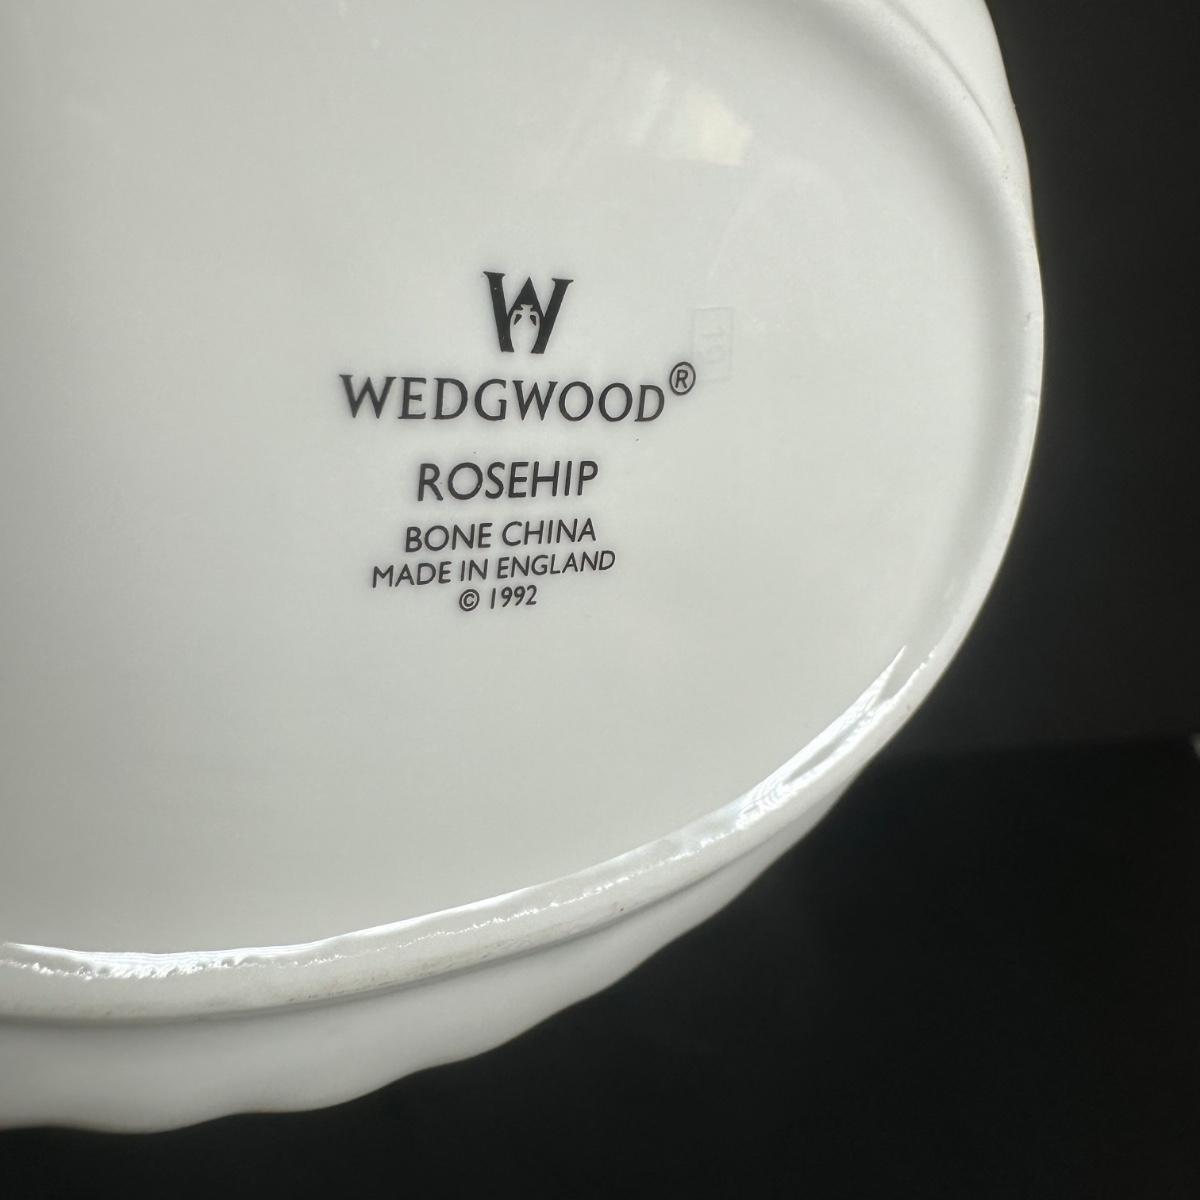 W
WEDGWOOD®
ROSEHIP
BONE CHINA
MADE IN ENGLAND
© 1992